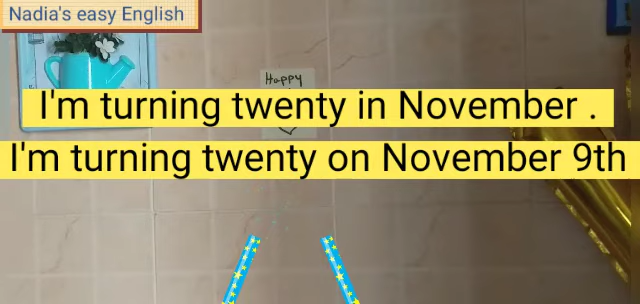 Nadia's easy English
Happy
I'm turning twenty in November .
I'm turning twenty on November 9th